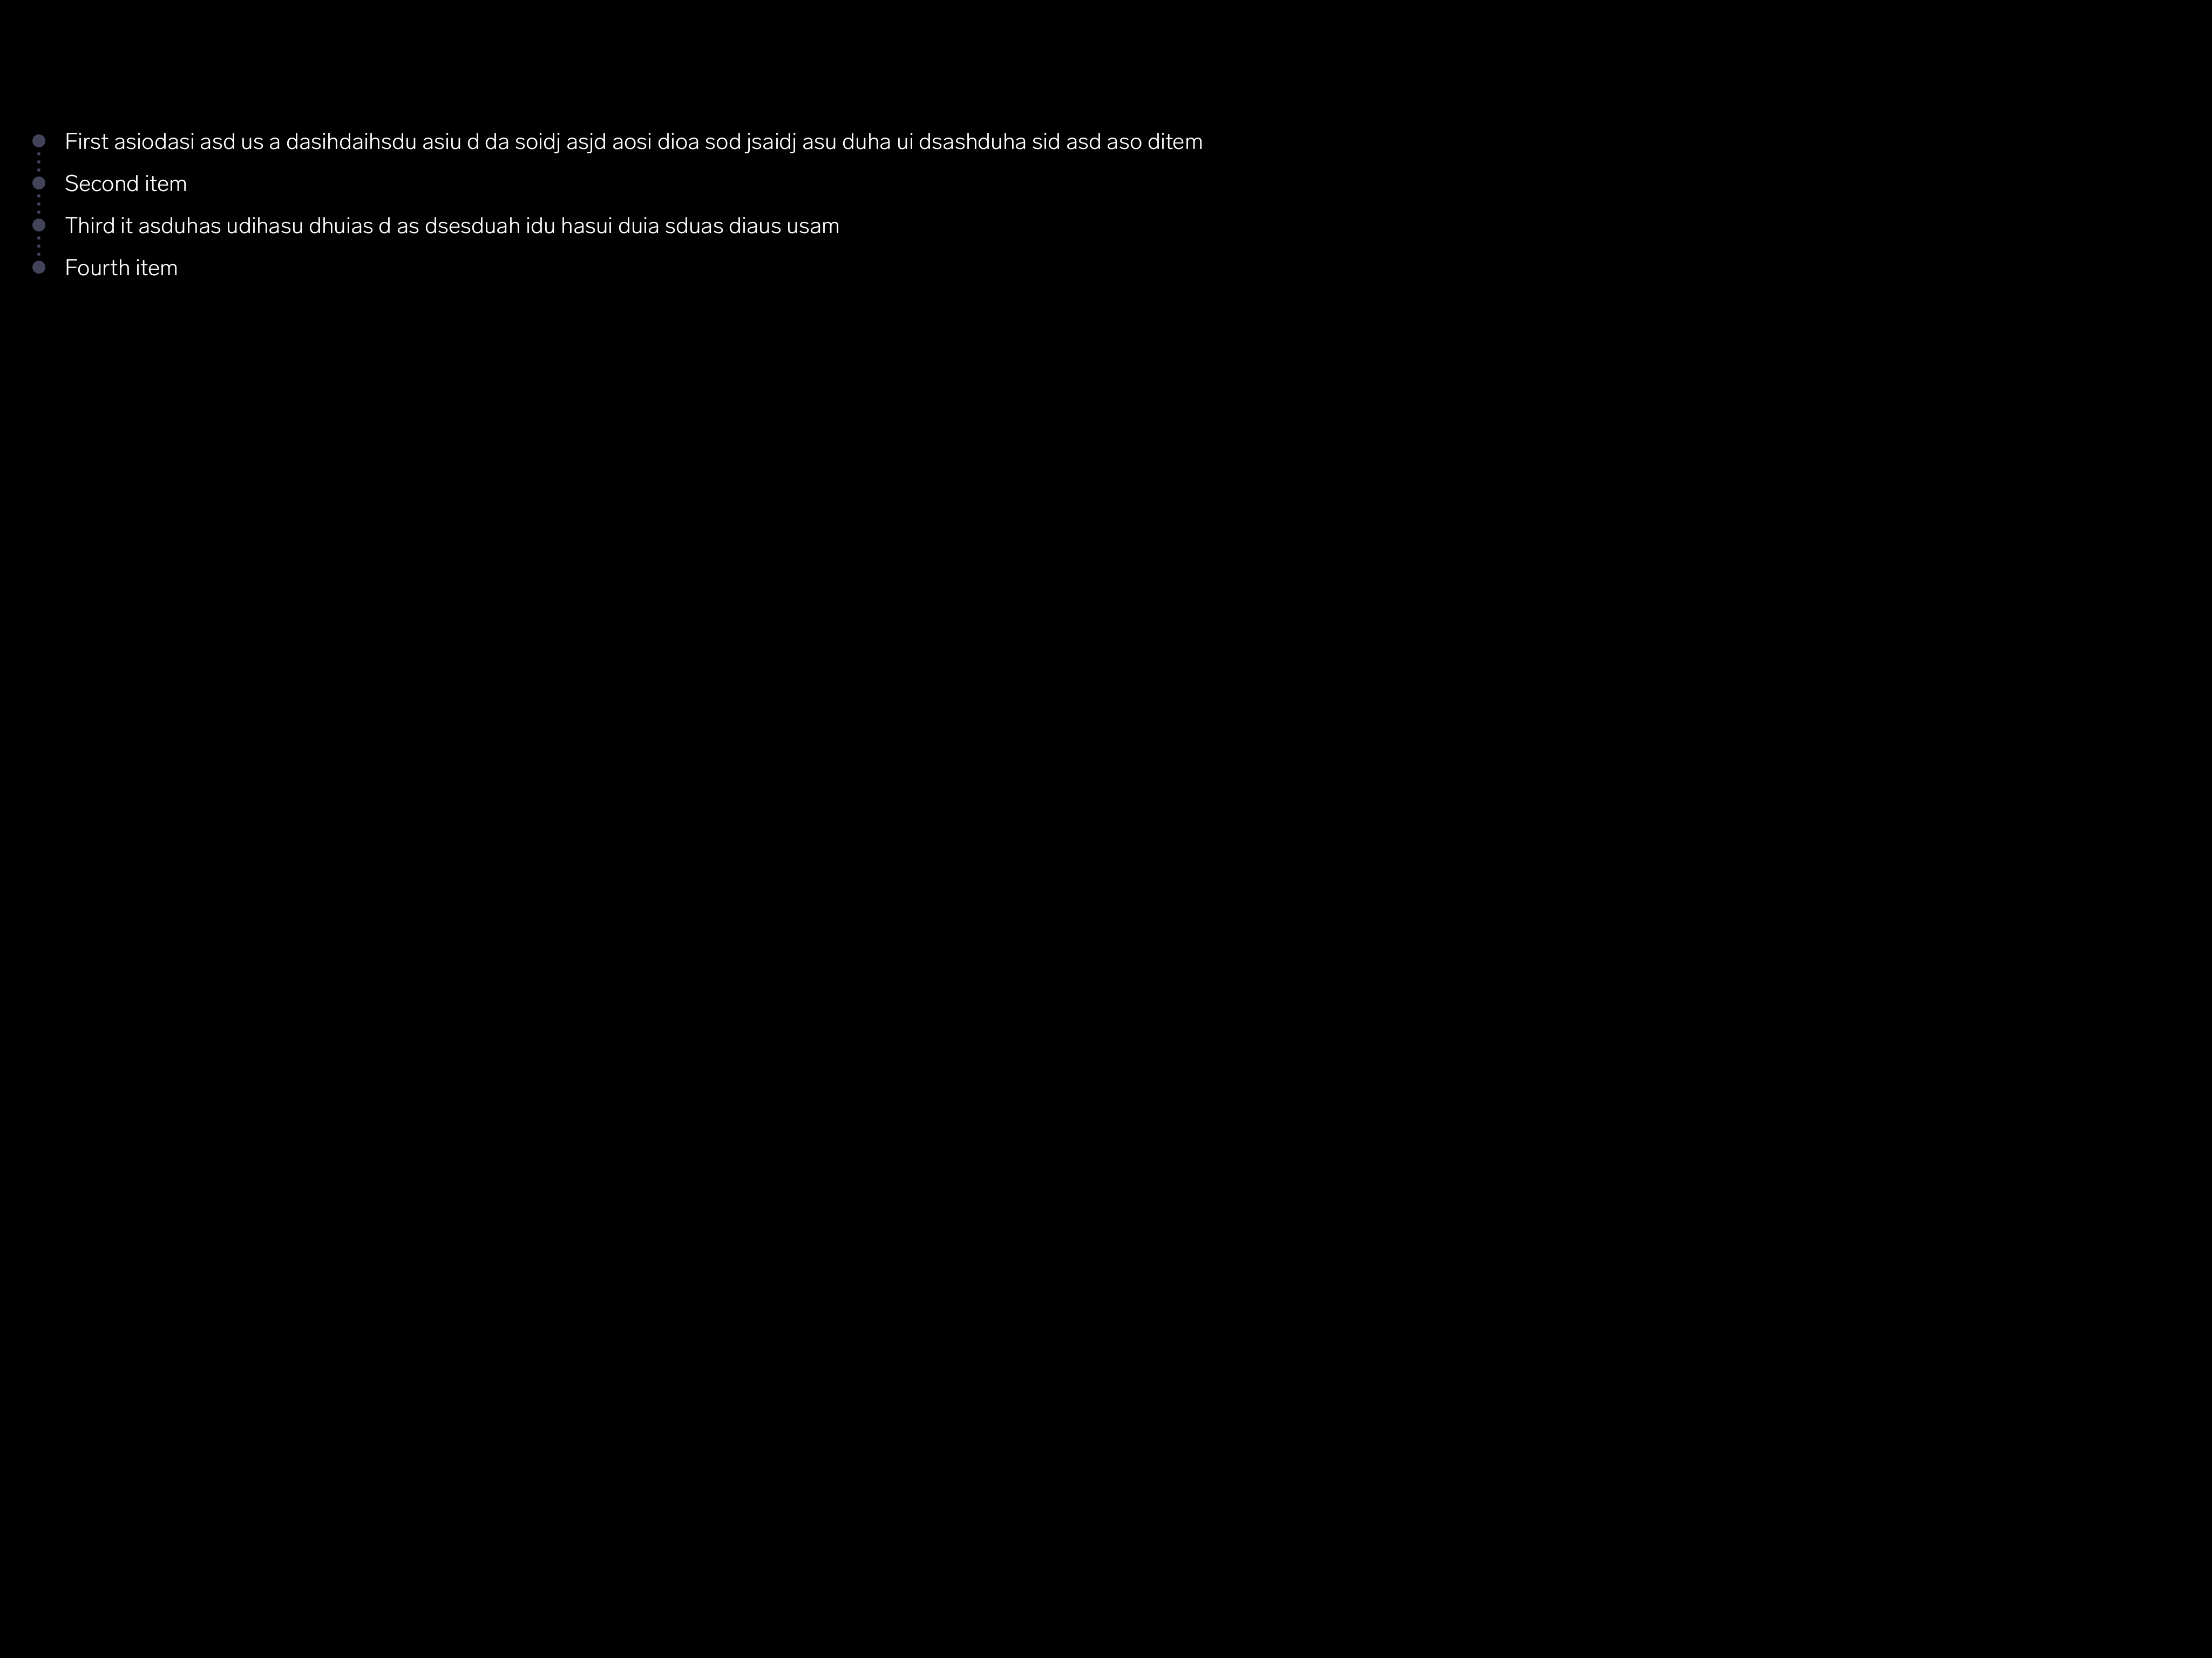 First asiodasi asd us a dasihdaihsdu asiu d da soidj asjd aosi dioa sod jsaidj asu duha ui dsashduha sid asd aso ditem
Second item
Third it asduhas udihasu dhuias d as dsesduah idu hasui duia sduas diaus usam
Fourth item